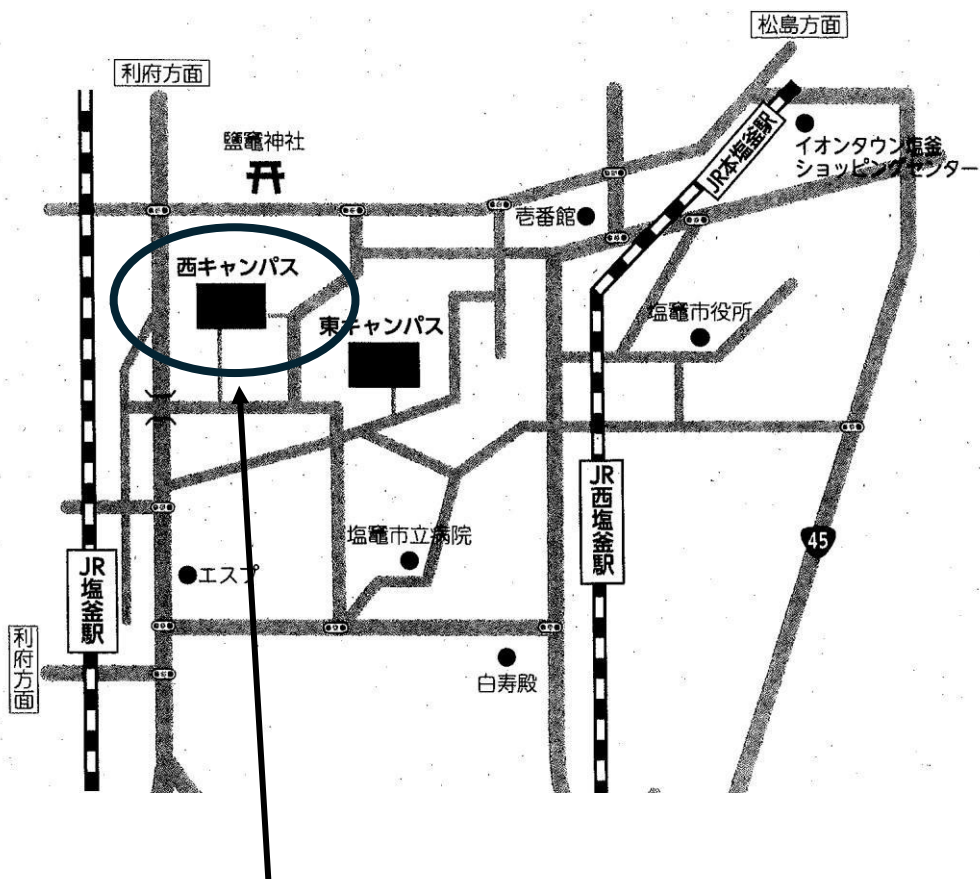 松島方面
利府方面
鹽竈神社
イオンタウン塩釜
ショッピングセンター
JR本塩釜駅
壱番館
西キャンパス
塩竈市役所
東キャンパス
JR西塩釜駅
塩竈市立病院
45
JR塩釜駅
エスプ
利府方面
白寿殿